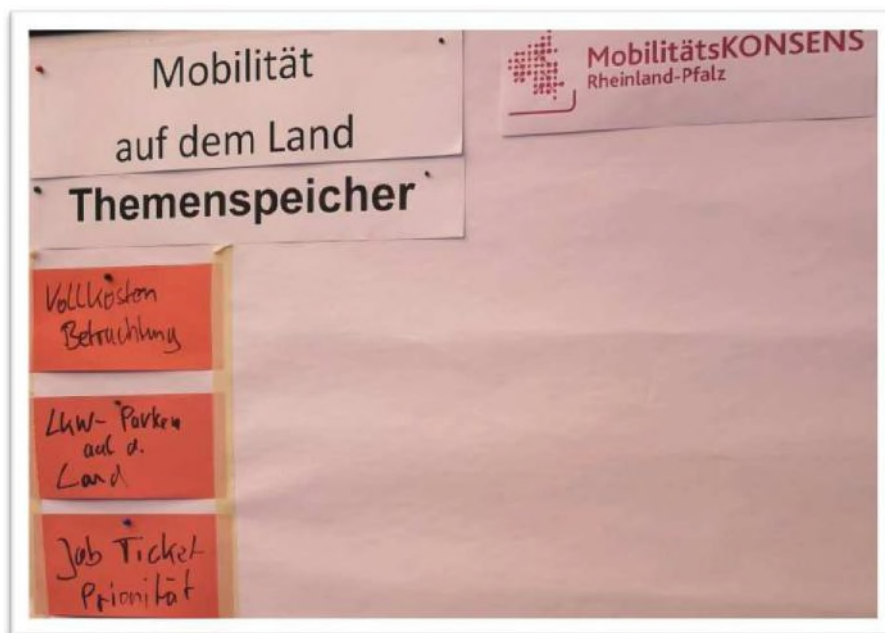 Mobilität
auf dem Land
MobilitätsKONSENS
Rheinland-Pfalz
Themenspeicher
Vollkosten
Betrachtung
LKW- Parken
auf d.
Land
Job Ticket
Priorität